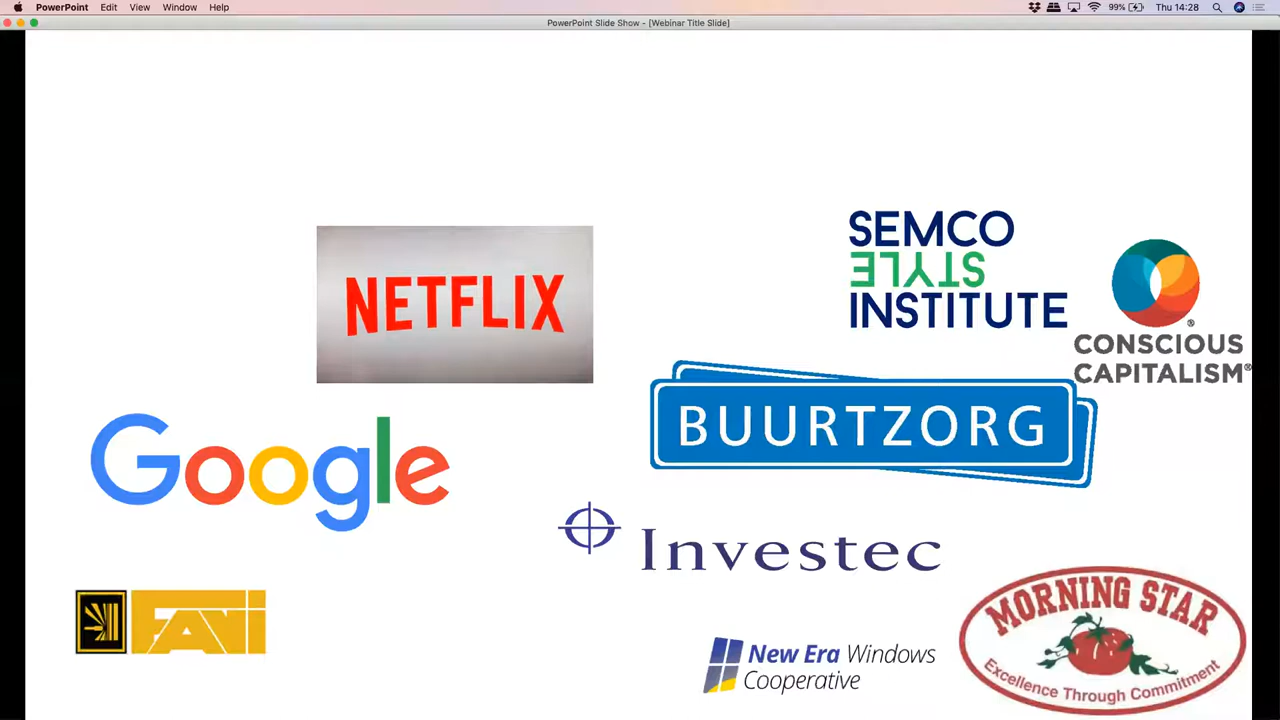 PowerPoint Edit View Window Help 99% Thu 14:28
PowerPoint Slide Show - [Webinar Title Slide]
NETFLIX
SEMCO
STYLE
INSTITUTE
CONSCIOUS
CAPITALISM®
BUURTZORG
Google
Investec
FAVI
New Era Windows
Cooperative
MORNING STAR
Excellence Through Commitment